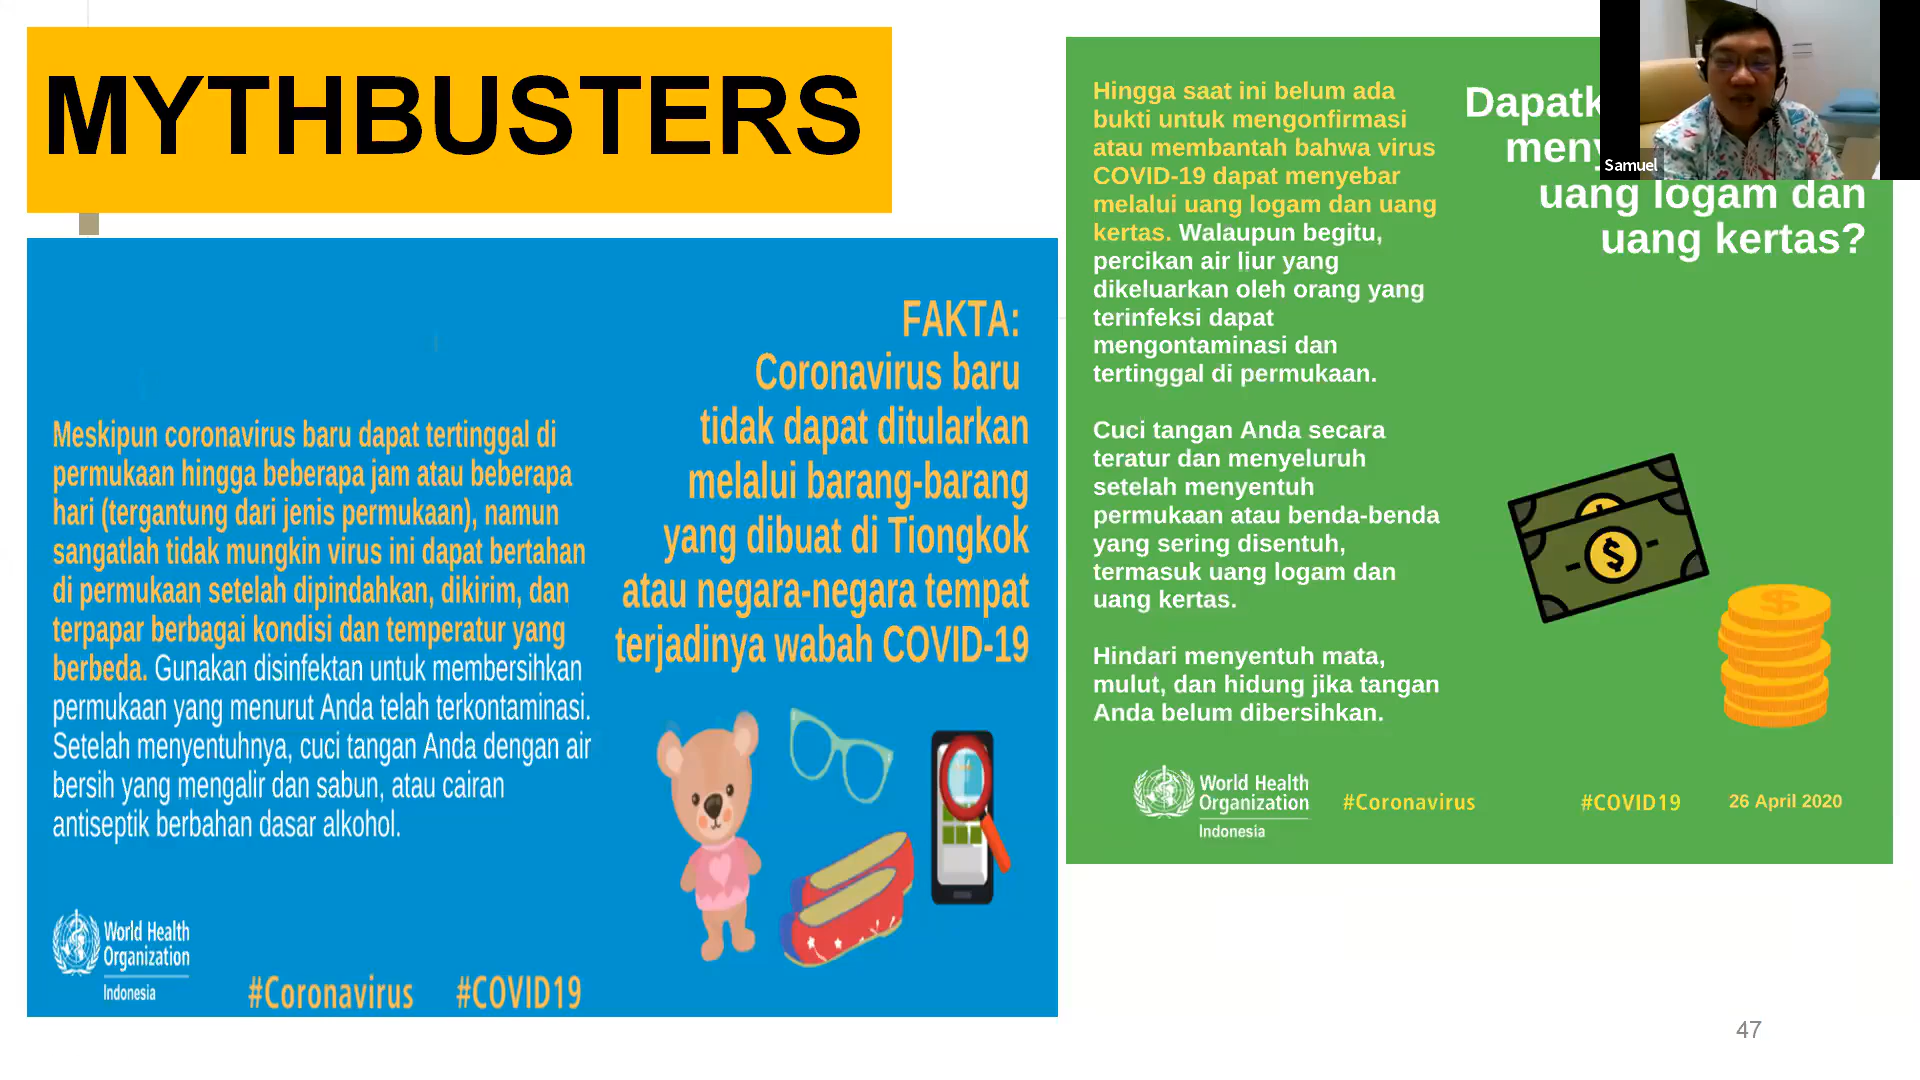 MYTHBUSTERS
FAKTA:
Coronavirus baru
tidak dapat ditularkan
melalui barang-barang
yang dibuat di Tiongkok
atau negara-negara tempat
terjadinya wabah COVID-19
Meskipun coronavirus baru dapat tertinggal di
permukaan hingga beberapa jam atau beberapa
hari (tergantung dari jenis permukaan), namun
sangatlah tidak mungkin virus ini dapat bertahan
di permukaan setelah dipindahkan, dikirim, dan
terpapar berbagai kondisi dan temperatur yang
berbeda. Gunakan disinfektan untuk membersihkan
permukaan yang menurut Anda telah terkontaminasi.
Setelah menyentuhnya, cuci tangan Anda dengan air
bersih yang mengalir dan sabun, atau cairan
antiseptik berbahan dasar alkohol.
World Health
Organization
Indonesia
#Coronavirus #COVID19
uang logam dan
uang kertas?
Hingga saat ini belum ada
bukti untuk mengonfirmasi
atau membantah bahwa virus
COVID-19 dapat menyebar
melalui uang logam dan uang
kertas. Walaupun begitu,
percikan air liur yang
dikeluarkan oleh orang yang
terinfeksi dapat
mengontaminasi dan
tertinggal di permukaan.
Cuci tangan Anda secara
teratur dan menyeluruh
setelah menyentuh
permukaan atau benda-benda
yang sering disentuh,
termasuk uang logam dan
uang kertas.
Hindari menyentuh mata,
mulut, dan hidung jika tangan
Anda belum dibersihkan.
World Health
Organization
Indonesia
#Coronavirus #COVID19 26 April 2020
Samuel
47